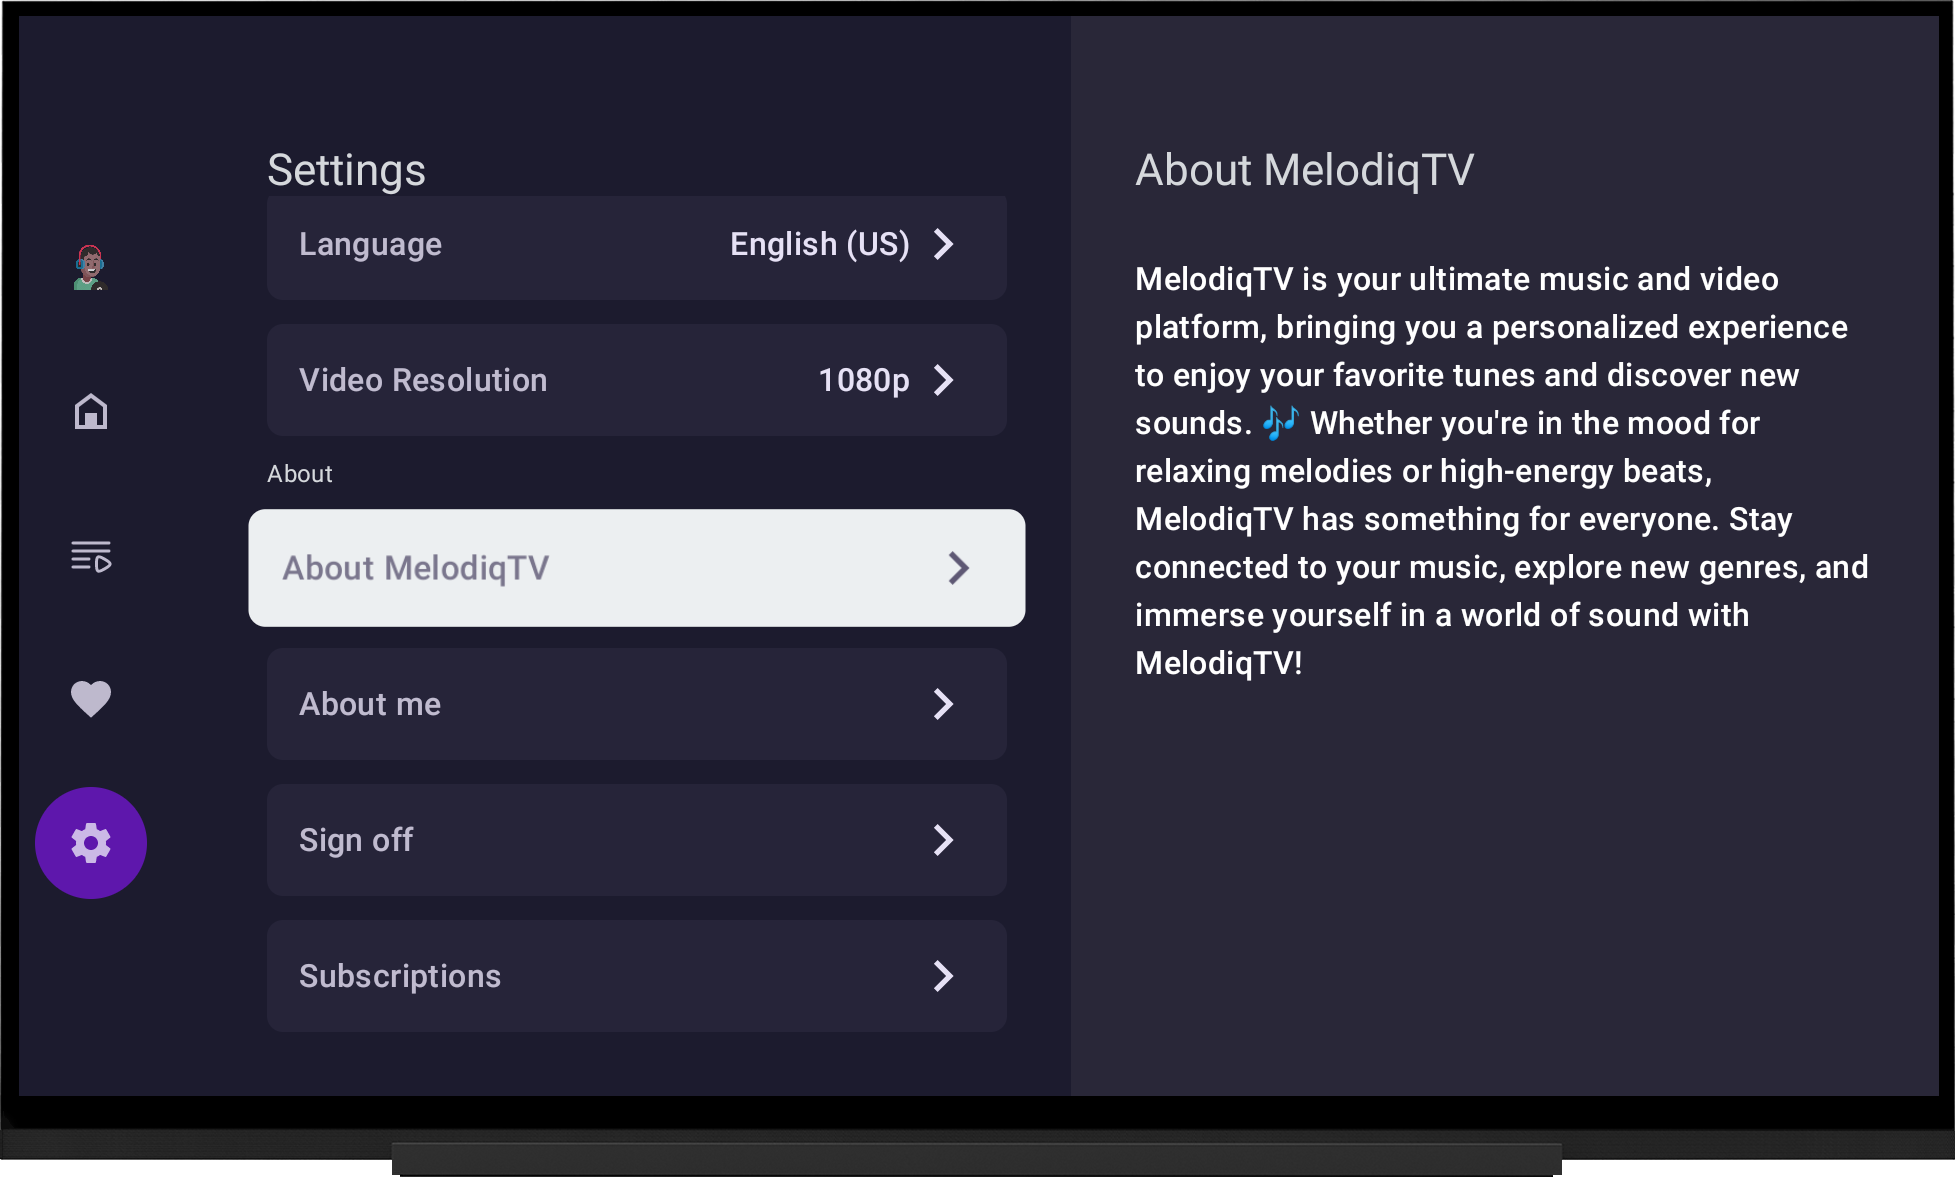 Settings
Language English (US)
Video Resolution 1080p
About
About MelodiqTV
About me
Sign off
Subscriptions
About MelodiqTV
MelodiqTV is your ultimate music and video
platform, bringing you a personalized experience
to enjoy your favorite tunes and discover new
sounds. 🎶 Whether you're in the mood for
relaxing melodies or high-energy beats,
MelodiqTV has something for everyone. Stay
connected to your music, explore new genres, and
immerse yourself in a world of sound with
MelodiqTV!